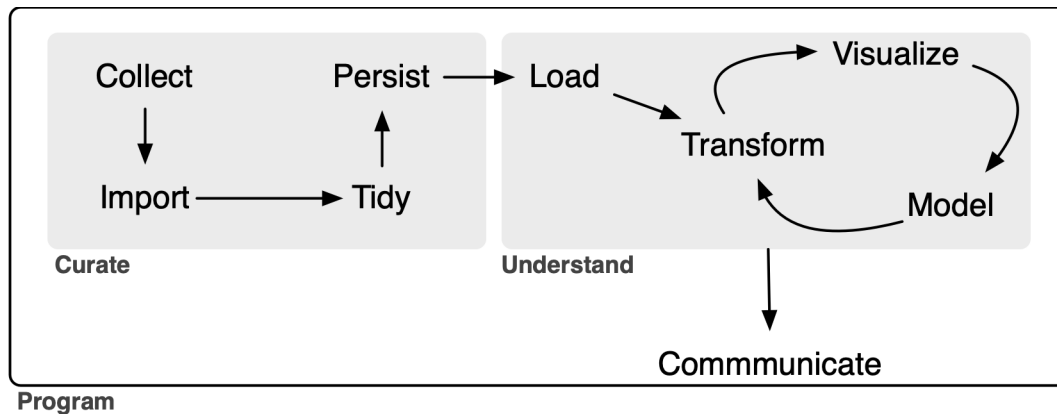 Collect
Import
Tidy
Persist
Curate
Load
Transform
Visualize
Model
Understand
Commmunicate
Program